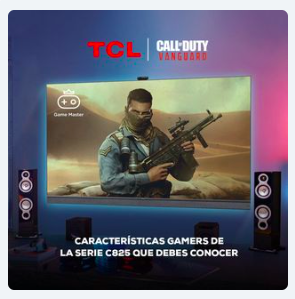 TCL
CALL OF DUTY
VANGUARD
Game Master
CARACTERÍSTICAS GAMERS DE
LA SERIE C825 QUE DEBES CONOCER